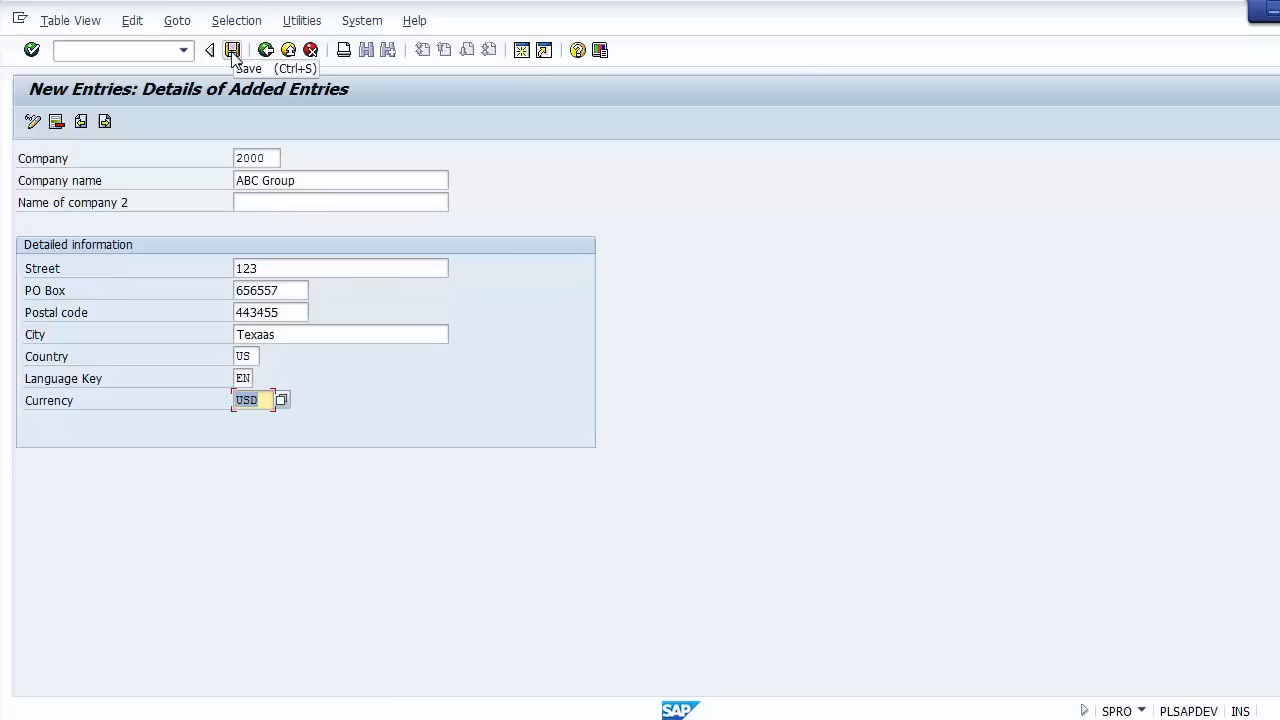 Table View Edit Goto Selection Utilities System Help
Save (Ctrl+S)
New Entries: Details of Added Entries
Company 2000
Company name ABC Group
Name of company 2
Detailed information
Street 123
PO Box 656557
Postal code 443455
City Texaas
Country US
Language Key EN
Currency USD
SAP SPRO PLSAPDEV INS